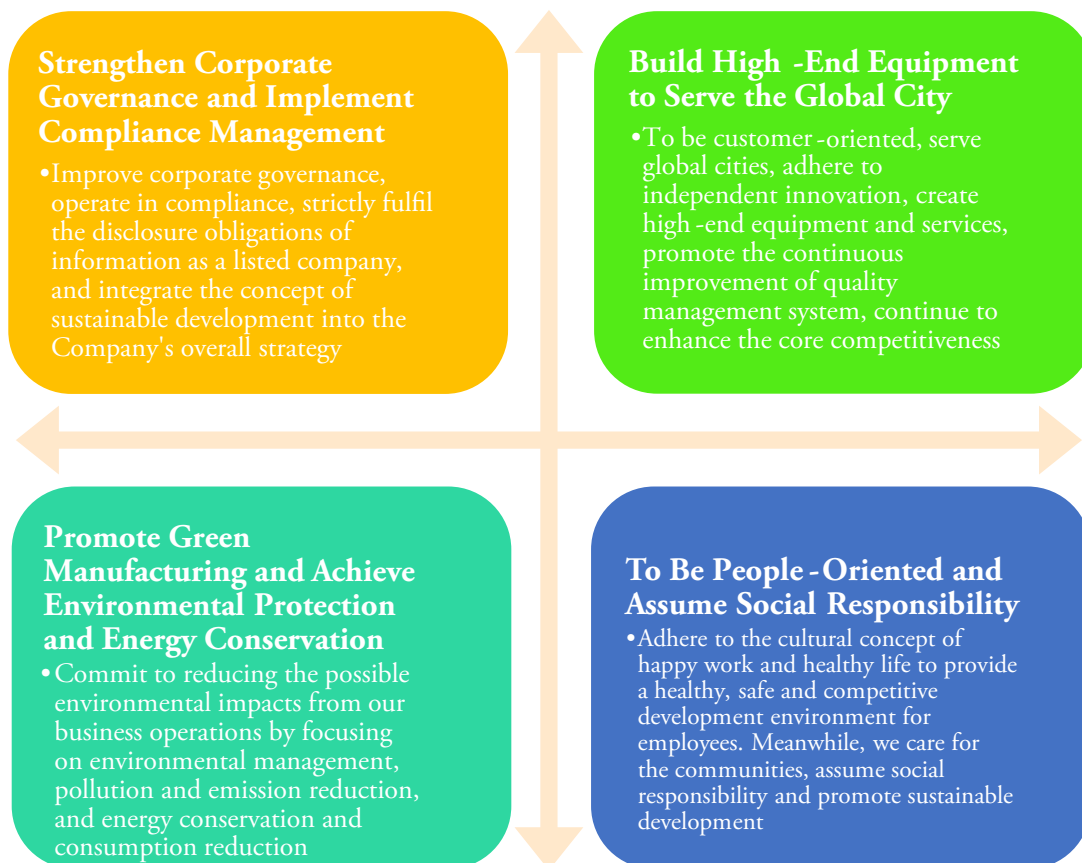 Strengthen Corporate
Governance and Implement
Compliance Management
•Improve corporate governance,
operate in compliance, strictly fulfil
the disclosure obligations of
information as a listed company,
and integrate the concept of
sustainable development into the
Company's overall strategy
Build High -End Equipment
to Serve the Global City
•To be customer -oriented, serve
global cities, adhere to
independent innovation, create
high -end equipment and services,
promote the continuous
improvement of quality
management system, continue to
enhance the core competitiveness
Promote Green
Manufacturing and Achieve
Environmental Protection
and Energy Conservation
•Commit to reducing the possible
environmental impacts from our
business operations by focusing
on environmental management,
pollution and emission reduction,
and energy conservation and
consumption reduction
To Be People -Oriented and
Assume Social Responsibility
•Adhere to the cultural concept of
happy work and healthy life to provide
a healthy, safe and competitive
development environment for
employees. Meanwhile, we care for
the communities, assume social
responsibility and promote sustainable
development